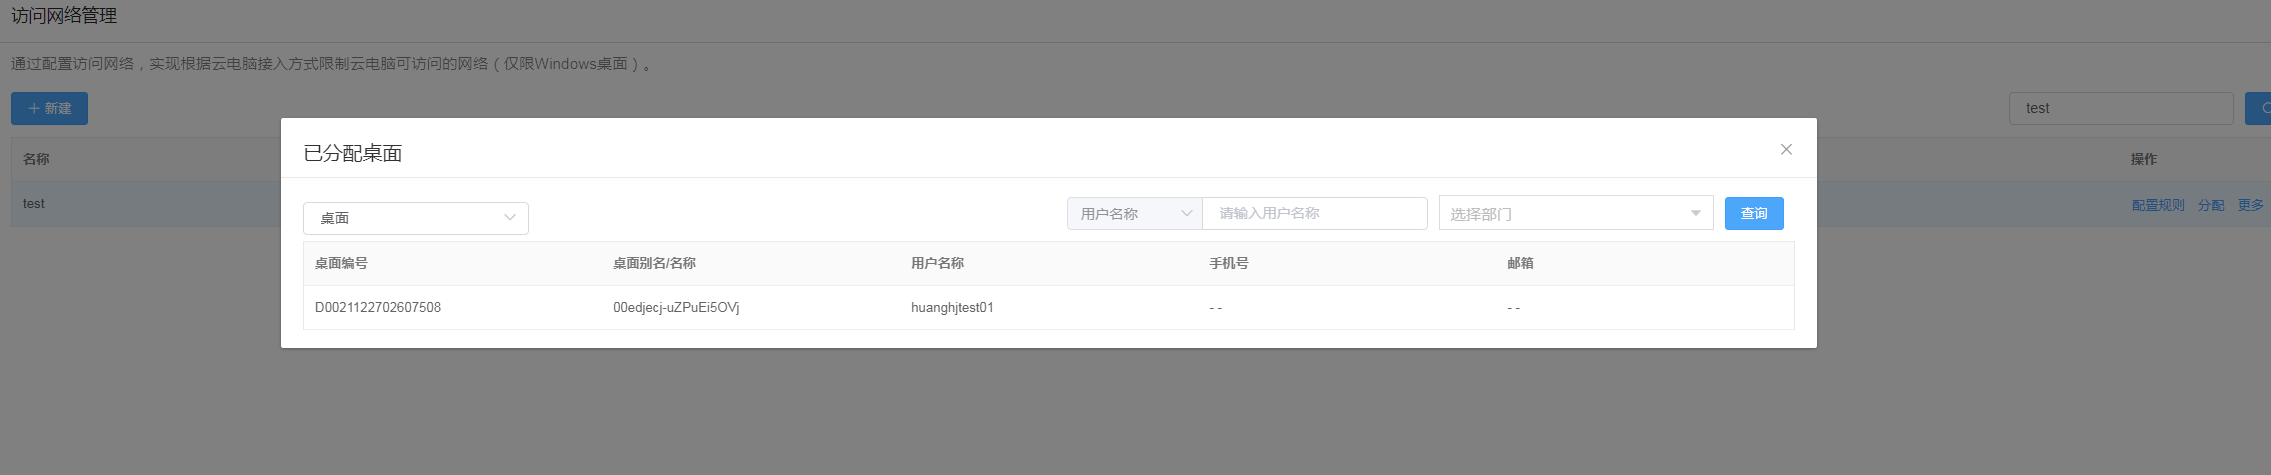 访问网络管理
通过配置访问网络，实现根据云电脑接入方式限制云电脑可访问的网络（仅限Windows桌面）。
+ 新建
test
名称
操作
test
配置规则 分配 更多
已分配桌面
桌面
用户名称 请输入用户名称 选择部门 查询
桌面编号 桌面别名/名称 用户名称 手机号 邮箱
D0021122702607508 00edjecj-uZPuEi5OVj huanghjtest01 - - - -